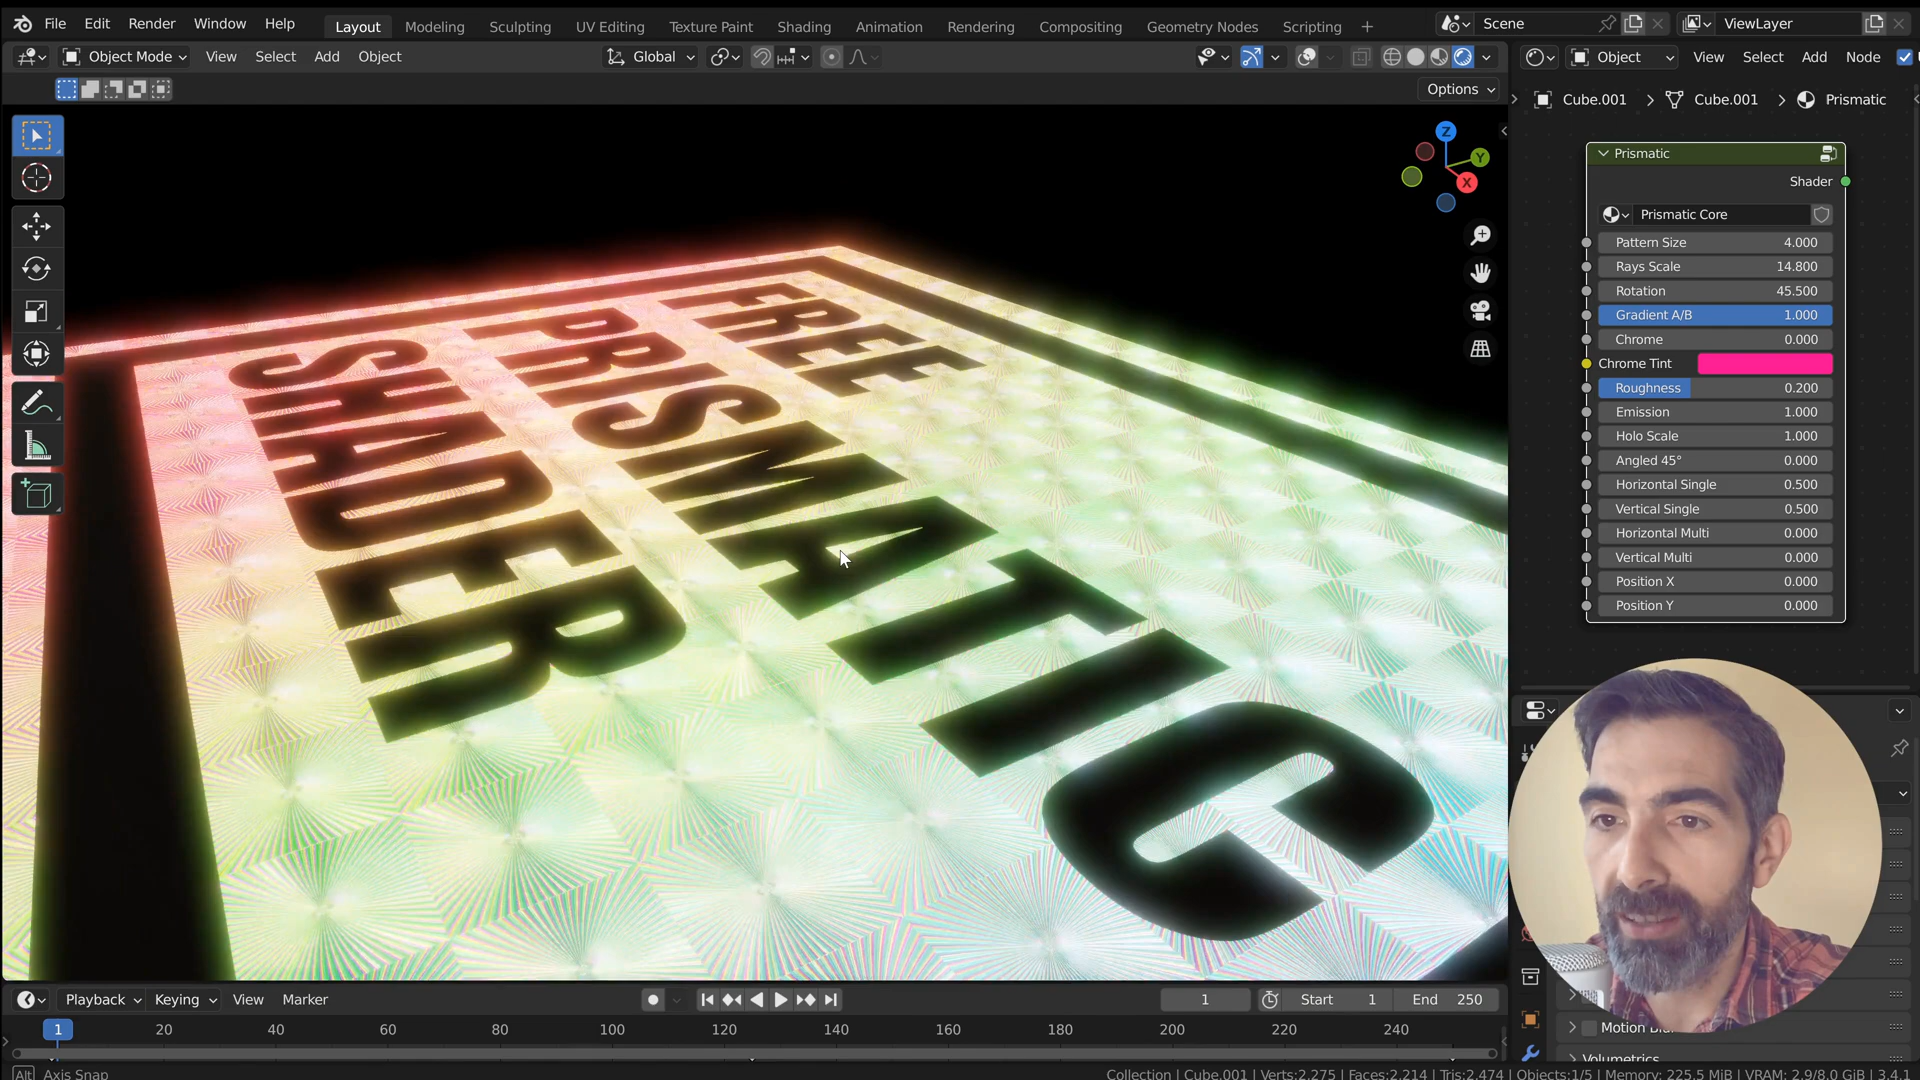 File Edit Render Window Help Layout Modeling Sculpting UV Editing Texture Paint Shading Animation Rendering Compositing Geometry Nodes Scripting + Scene ViewLayer
Object Mode View Select Add Object Global Object View Select Add Node
Options
Cube.001 > Cube.001 > Prismatic
Z
Y
X
Prismatic
Shader
Prismatic Core
Pattern Size 4.000
Rays Scale 14.800
Rotation 45.500
Gradient A/B 1.000
Chrome 0.000
Chrome Tint
Roughness 0.200
Emission 1.000
Holo Scale 1.000
Angled 45° 0.000
Horizontal Single 0.500
Vertical Single 0.500
Horizontal Multi 0.000
Vertical Multi 0.000
Position X 0.000
Position Y 0.000
FREE
PRISMATIC
SHADER
Playback Keying View Marker 1 Start 1 End 250
1 20 40 60 80 100 120 140 160 180 200 220 240
Motion
Volumetrics
Alt Axis Snap
Collection | Cube.001 | Verts:2.275 | Faces:2.214 | Tris:2.474 | Objects:1/5 | Memory: 225.5 MiB | VRAM: 2.9/8.0 GiB | 3.4.1